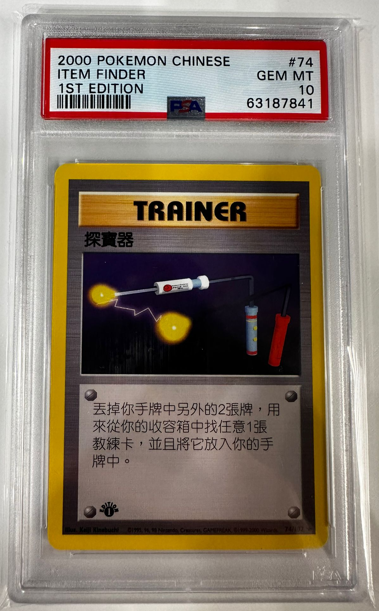 2000 POKEMON CHINESE #74
ITEM FINDER GEM MT
1ST EDITION 10
63187841
PSA
TRAINER
探寶器
丟掉你手牌中另外的2張牌，用
來從你的收容箱中找任意1張
教練卡，並且將它放入你的手
牌中。
EDITION
1